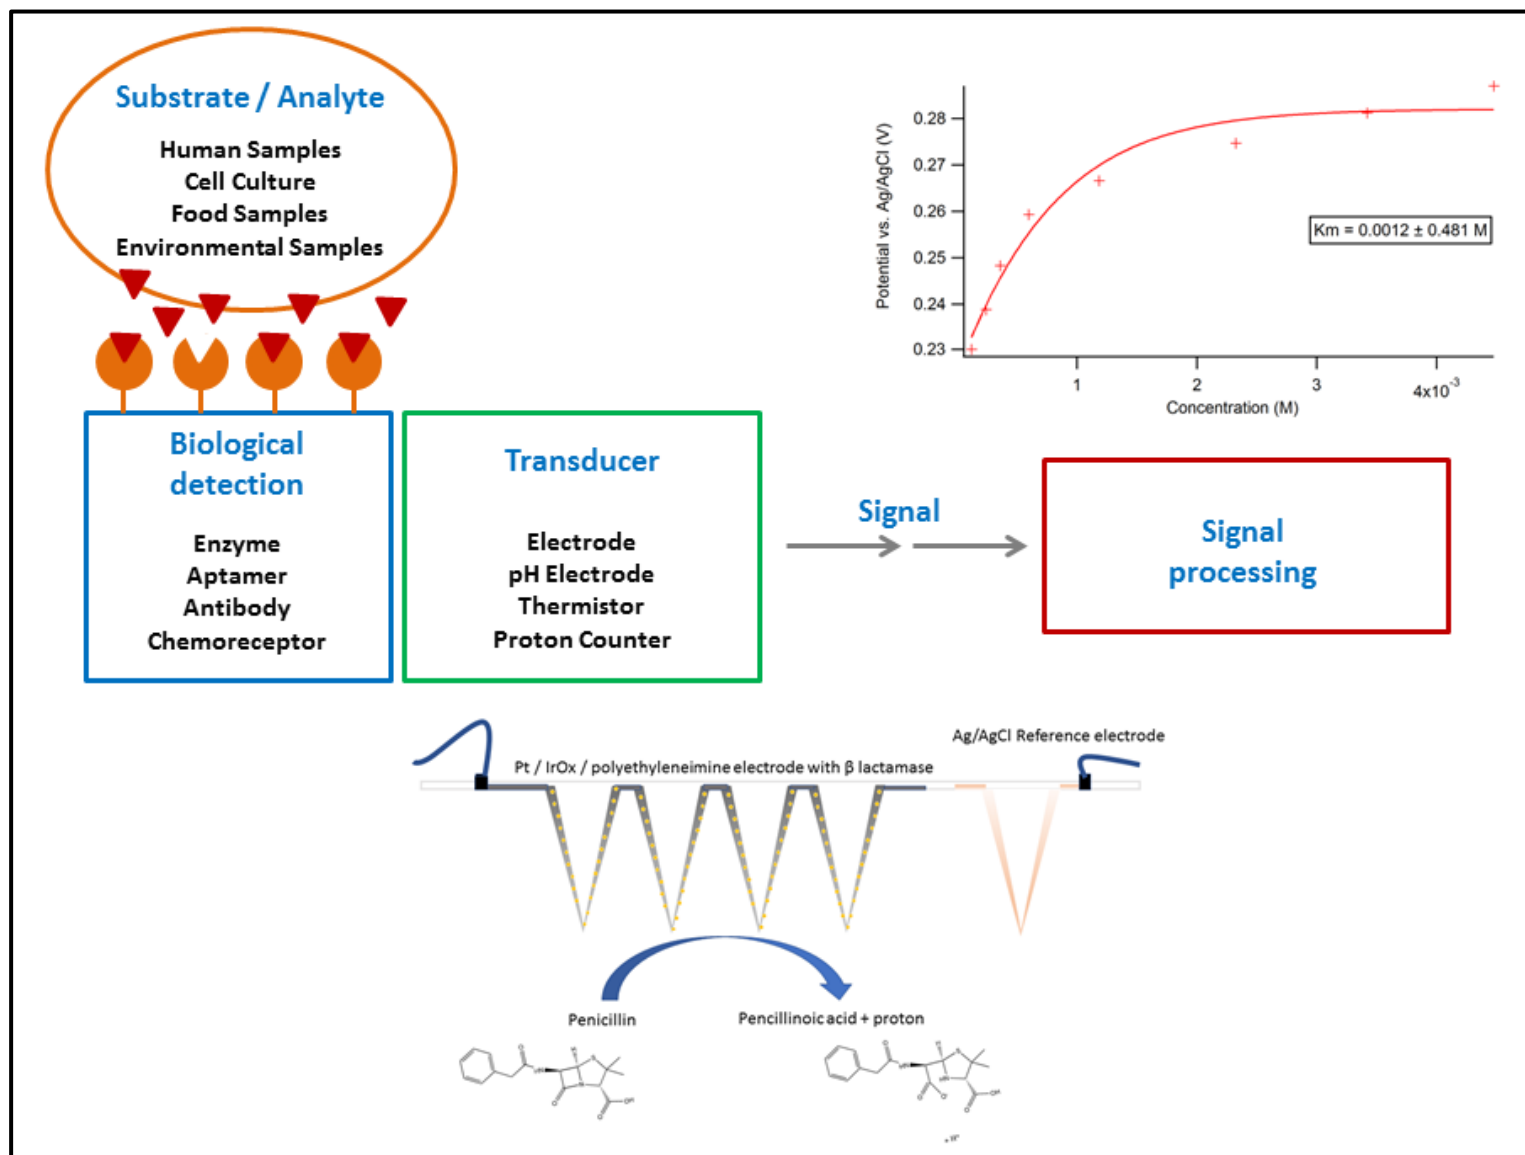 Substrate / Analyte
Human Samples
Cell Culture
Food Samples
Environmental Samples
Biological
detection
Enzyme
Aptamer
Antibody
Chemoreceptor
Transducer
Electrode
pH Electrode
Thermistor
Proton Counter
Signal
Signal
processing
Potential vs. Ag/AgCl (V)
0.28
0.27
0.26
0.25
0.24
0.23
Km = 0.0012 ± 0.481 M
1
2
3
4x10⁻³
Concentration (M)
Ag/AgCl Reference electrode
Pt / IrOx / polyethyleneimine electrode with β lactamase
Penicillin
Pencillinoic acid + proton